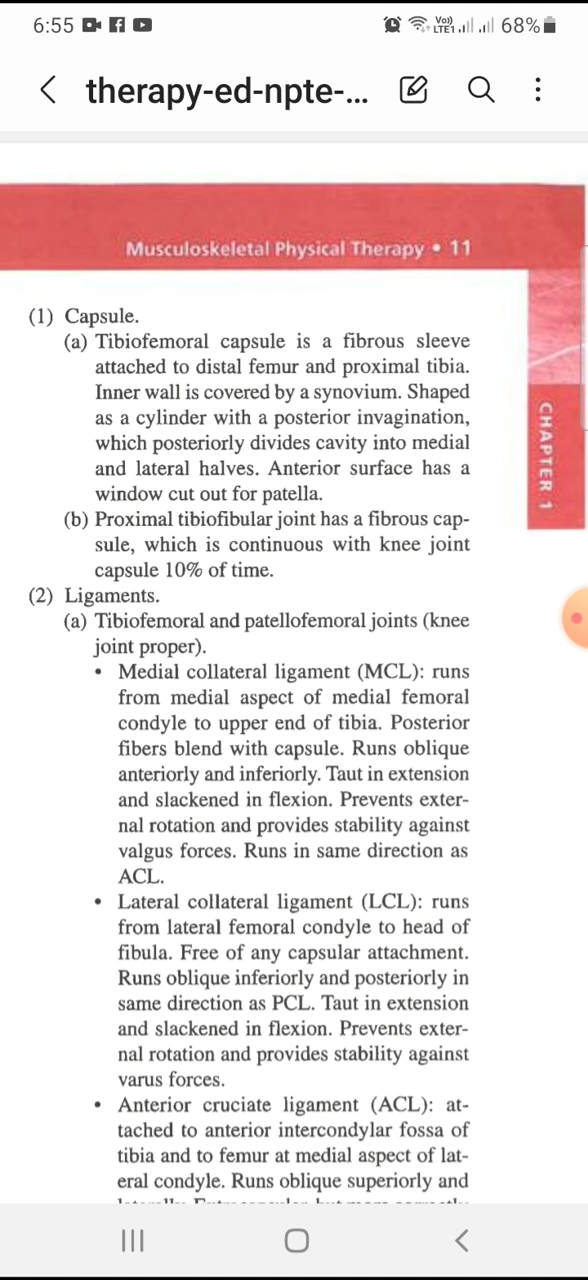 6:55
Vo)) LTE1 68%
therapy-ed-npte-...
Musculoskeletal Physical Therapy • 11
CHAPTER 1
(1) Capsule.
(a) Tibiofemoral capsule is a fibrous sleeve
attached to distal femur and proximal tibia.
Inner wall is covered by a synovium. Shaped
as a cylinder with a posterior invagination,
which posteriorly divides cavity into medial
and lateral halves. Anterior surface has a
window cut out for patella.
(b) Proximal tibiofibular joint has a fibrous cap-
sule, which is continuous with knee joint
capsule 10% of time.
(2) Ligaments.
(a) Tibiofemoral and patellofemoral joints (knee
joint proper).
• Medial collateral ligament (MCL): runs
from medial aspect of medial femoral
condyle to upper end of tibia. Posterior
fibers blend with capsule. Runs oblique
anteriorly and inferiorly. Taut in extension
and slackened in flexion. Prevents exter-
nal rotation and provides stability against
valgus forces. Runs in same direction as
ACL.
• Lateral collateral ligament (LCL): runs
from lateral femoral condyle to head of
fibula. Free of any capsular attachment.
Runs oblique inferiorly and posteriorly in
same direction as PCL. Taut in extension
and slackened in flexion. Prevents exter-
nal rotation and provides stability against
varus forces.
• Anterior cruciate ligament (ACL): at-
tached to anterior intercondylar fossa of
tibia and to femur at medial aspect of lat-
eral condyle. Runs oblique superiorly and